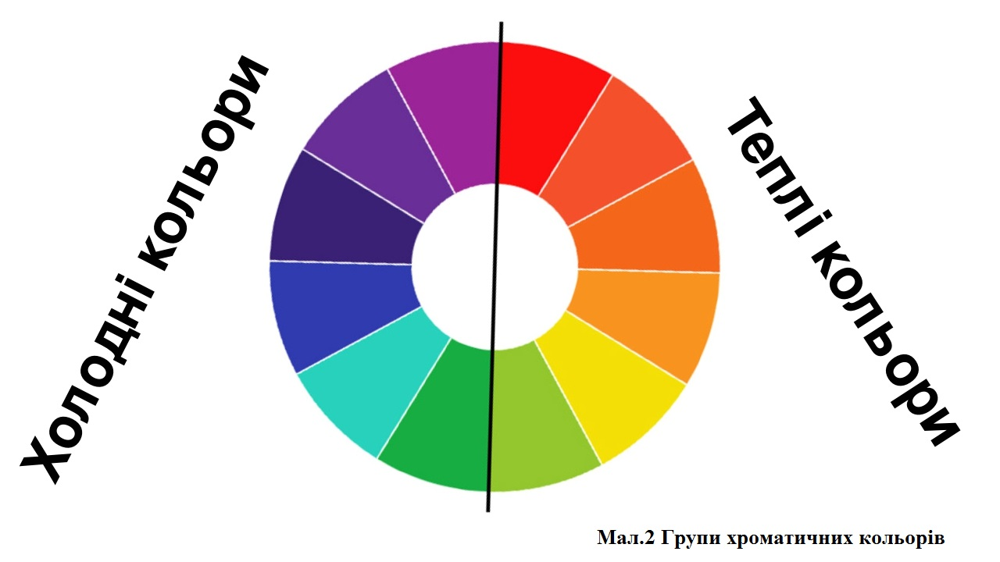 Холодні кольори
Теплі кольори
Мал.2 Групи хроматичних кольорів